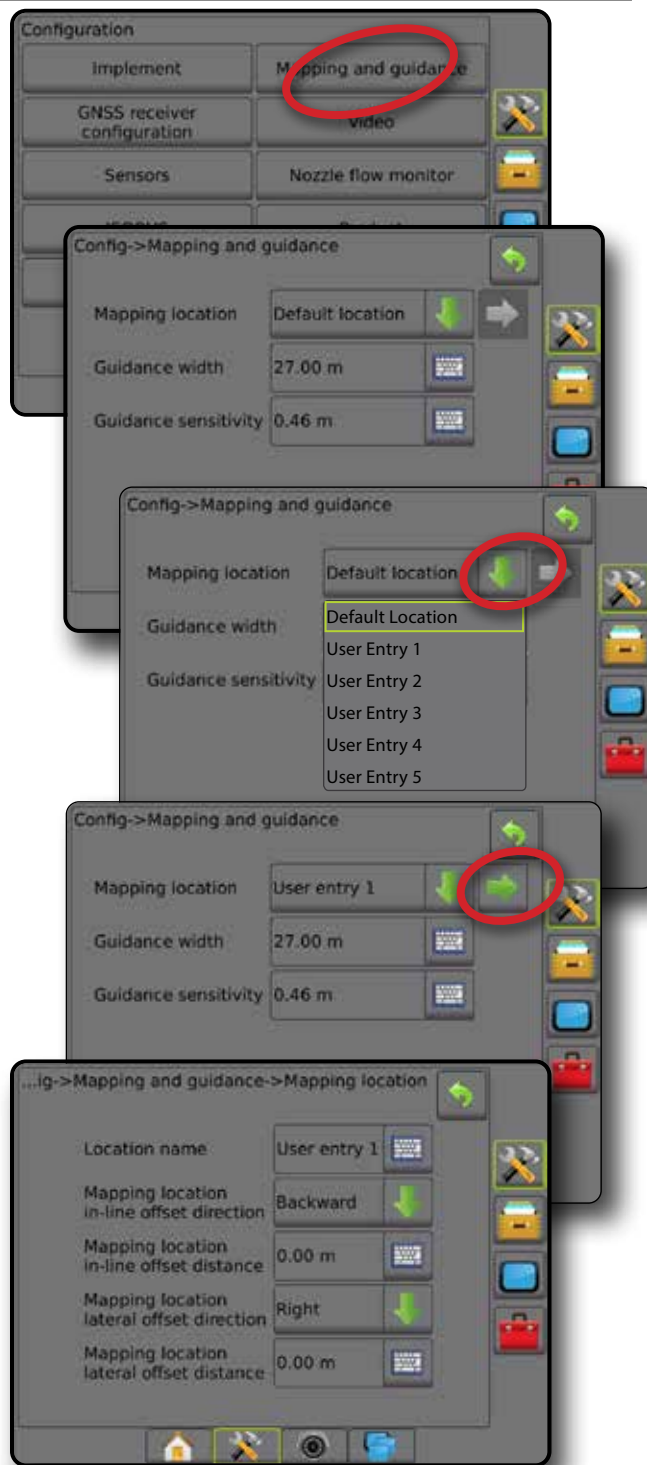 Configuration
Implement
Mapping and guidance
GNSS receiver
configuration
Video
Sensors
Nozzle flow monitor
Config->Mapping and guidance
Mapping location
Default location
Guidance width
27.00 m
Guidance sensitivity
0.46 m
Config->Mapping and guidance
Mapping location
Default location
Guidance width
Guidance sensitivity
Default Location
User Entry 1
User Entry 2
User Entry 3
User Entry 4
User Entry 5
Config->Mapping and guidance
Mapping location
User entry 1
Guidance width
27.00 m
Guidance sensitivity
0.46 m
...ig->Mapping and guidance->Mapping location
Location name
User entry 1
Mapping location
in-line offset direction
Backward
Mapping location
in-line offset distance
0.00 m
Mapping location
lateral offset direction
Right
Mapping location
lateral offset distance
0.00 m